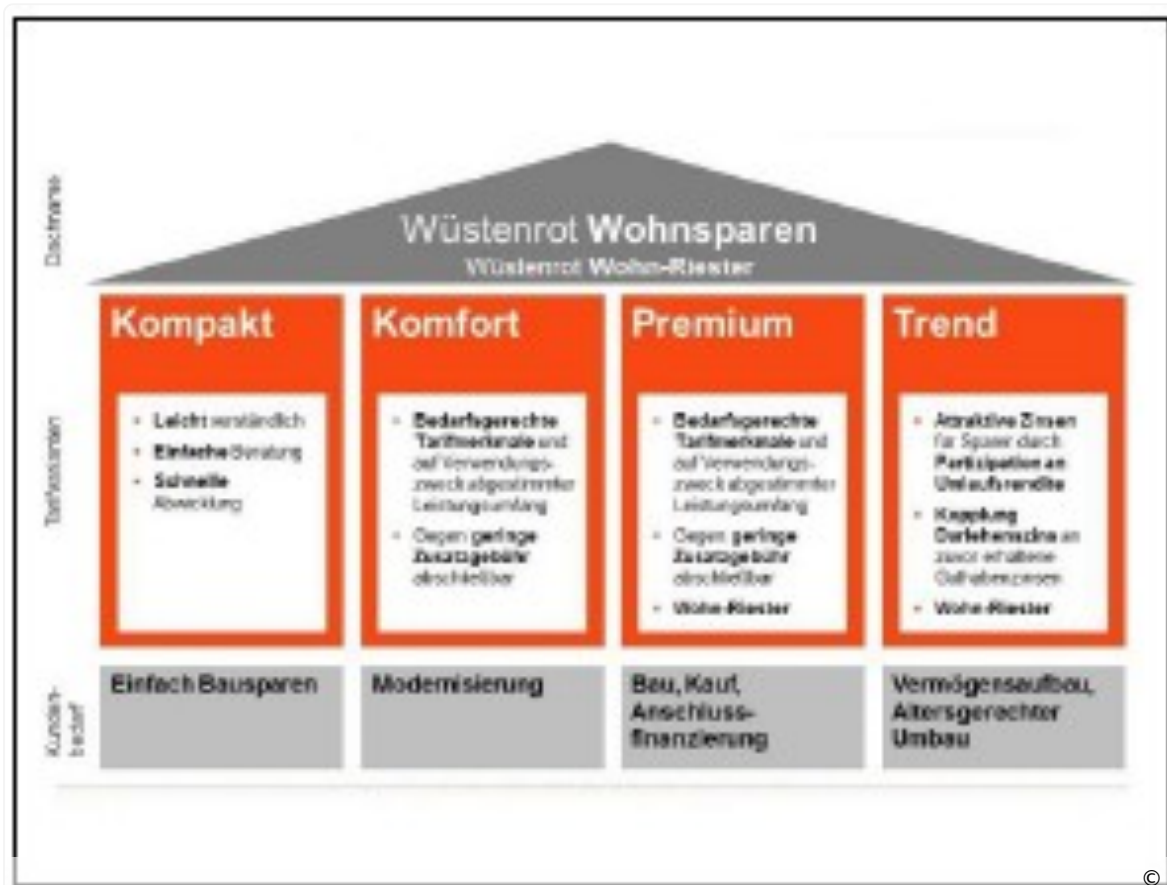 Dachname
Wüstenrot Wohnsparen
Wüstenrot Wohn-Riester
Tarifvarianten
Kompakt
• Leicht verständlich
• Einfache Beratung
• Schnelle
Abwicklung
Komfort
• Bedarfsgerechte
Tarifmerkmale und
auf Verwendungs-
zweck abgestimmter
Leistungsumfang
• Gegen geringe
Zusatzgebühr
abschließbar
Premium
• Bedarfsgerechte
Tarifmerkmale und
auf Verwendungs-
zweck abgestimmter
Leistungsumfang
• Gegen geringe
Zusatzgebühr
abschließbar
• Wohn-Riester
Trend
• Attraktive Zinsen
für Sparer durch
Partizipation an
Umlaufsrendite
• Kopplung
Darlehenszins an
zuvor erhaltene
Guthabenzinsen
• Wohn-Riester
Kunden-
bedarf
Einfach Bausparen
Modernisierung
Bau, Kauf,
Anschluss-
finanzierung
Vermögensaufbau,
Altersgerechter
Umbau
©